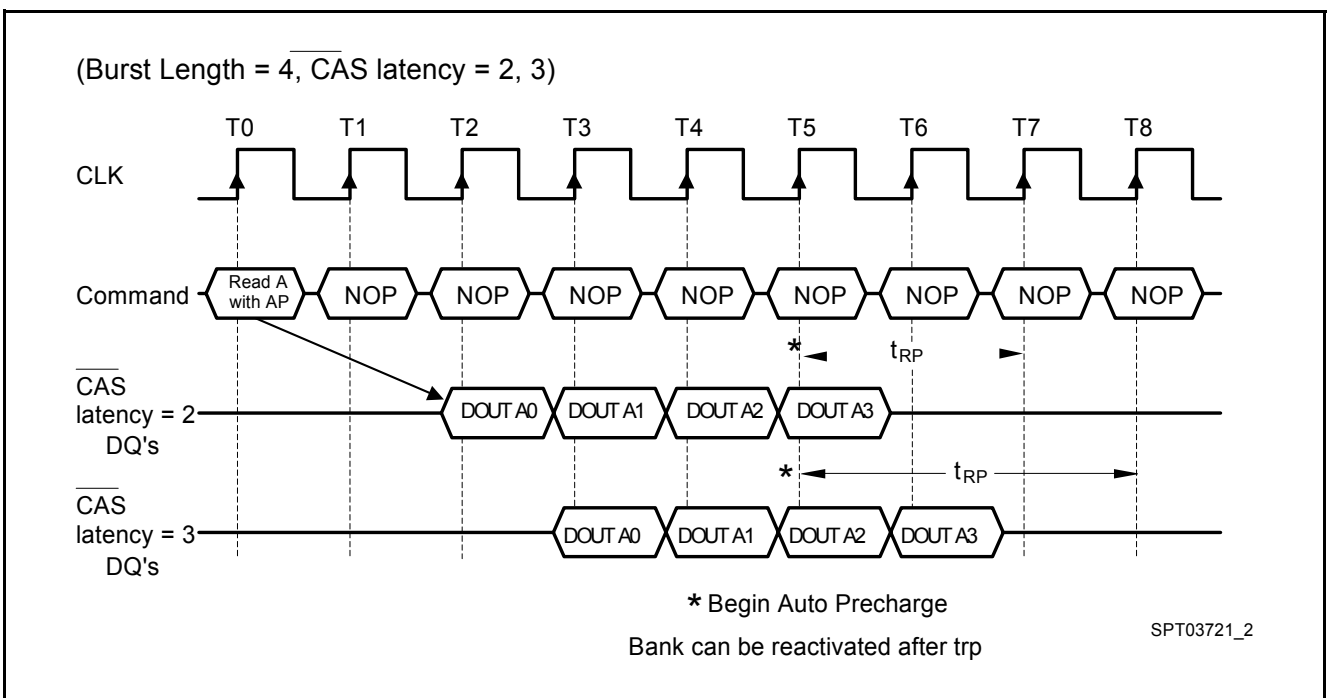 (Burst Length = 4, CAS latency = 2, 3)
T0 T1 T2 T3 T4 T5 T6 T7 T8
CLK
Command Read A with AP NOP NOP NOP NOP NOP NOP NOP NOP
* tRP
CAS
latency = 2
DQ's
DOUT A0 DOUT A1 DOUT A2 DOUT A3
* tRP
CAS
latency = 3
DQ's
DOUT A0 DOUT A1 DOUT A2 DOUT A3
* Begin Auto Precharge
Bank can be reactivated after trp
SPT03721_2